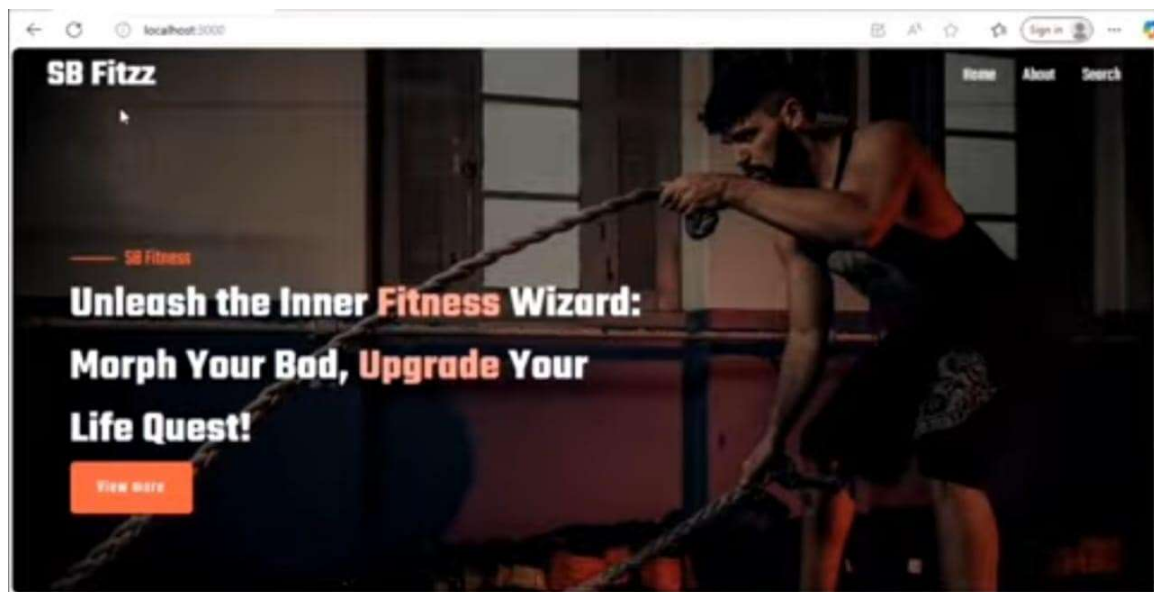 localhost:3000
Sign in
SB Fitzz
Home About Search
SB Fitness
Unleash the Inner Fitness Wizard:
Morph Your Bod, Upgrade Your
Life Quest!
View more